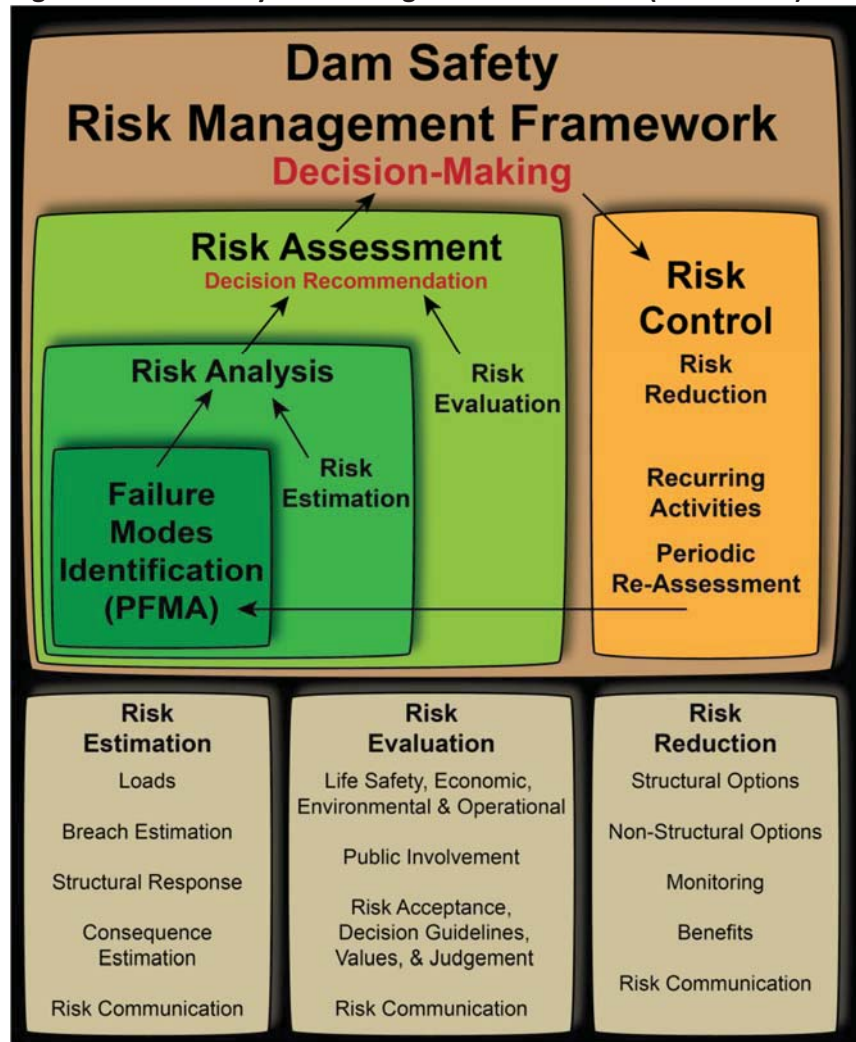 Dam Safety
Risk Management Framework
Decision-Making
Risk Assessment
Decision Recommendation
Risk Analysis
Risk
Evaluation
Risk
Estimation
Failure
Modes
Identification
(PFMA)
Risk
Control
Risk
Reduction
Recurring
Activities
Periodic
Re-Assessment
Risk
Estimation
Loads
Breach Estimation
Structural Response
Consequence
Estimation
Risk Communication
Risk
Evaluation
Life Safety, Economic,
Environmental & Operational
Public Involvement
Risk Acceptance,
Decision Guidelines,
Values, & Judgement
Risk Communication
Risk
Reduction
Structural Options
Non-Structural Options
Monitoring
Benefits
Risk Communication